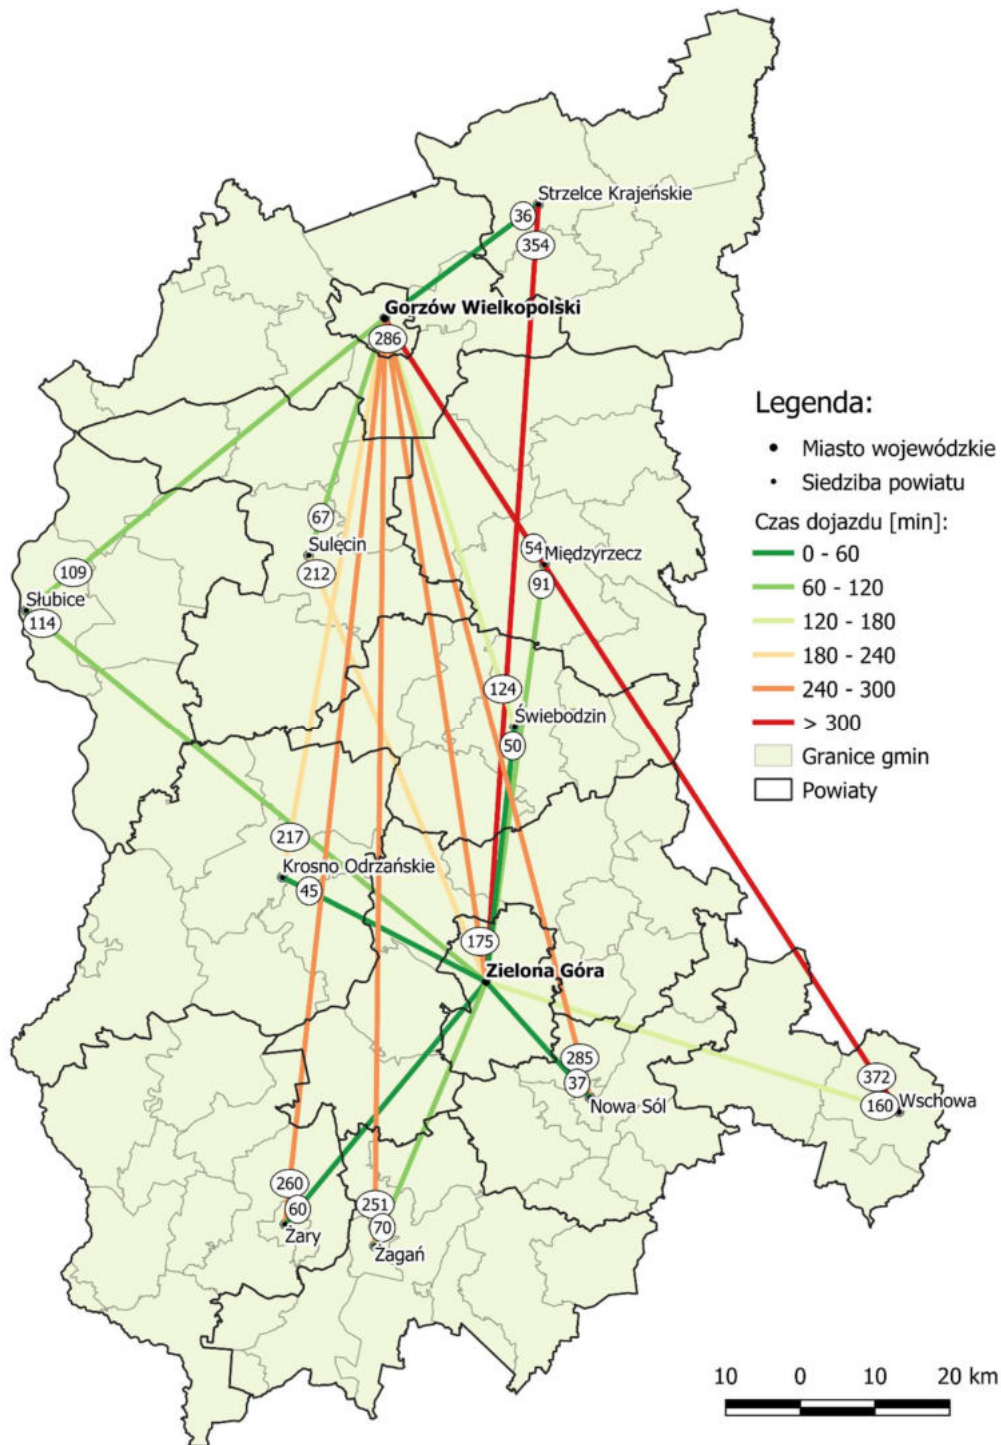 Strzelce Krajeńskie
36
354
Gorzów Wielkopolski
286
Legenda:
Miasto wojewódzkie
Siedziba powiatu
Czas dojazdu [min]:
0 - 60
60 - 120
120 - 180
180 - 240
240 - 300
> 300
Granice gmin
Powiaty
67
Sulęcin
212
54
Międzyrzecz
91
109
Słubice
114
124
Świebodzin
50
217
Krosno Odrzańskie
45
175
Zielona Góra
285
37
Nowa Sól
372
160
Wschowa
260
60
Żary
251
70
Żagań
10 0 10 20 km